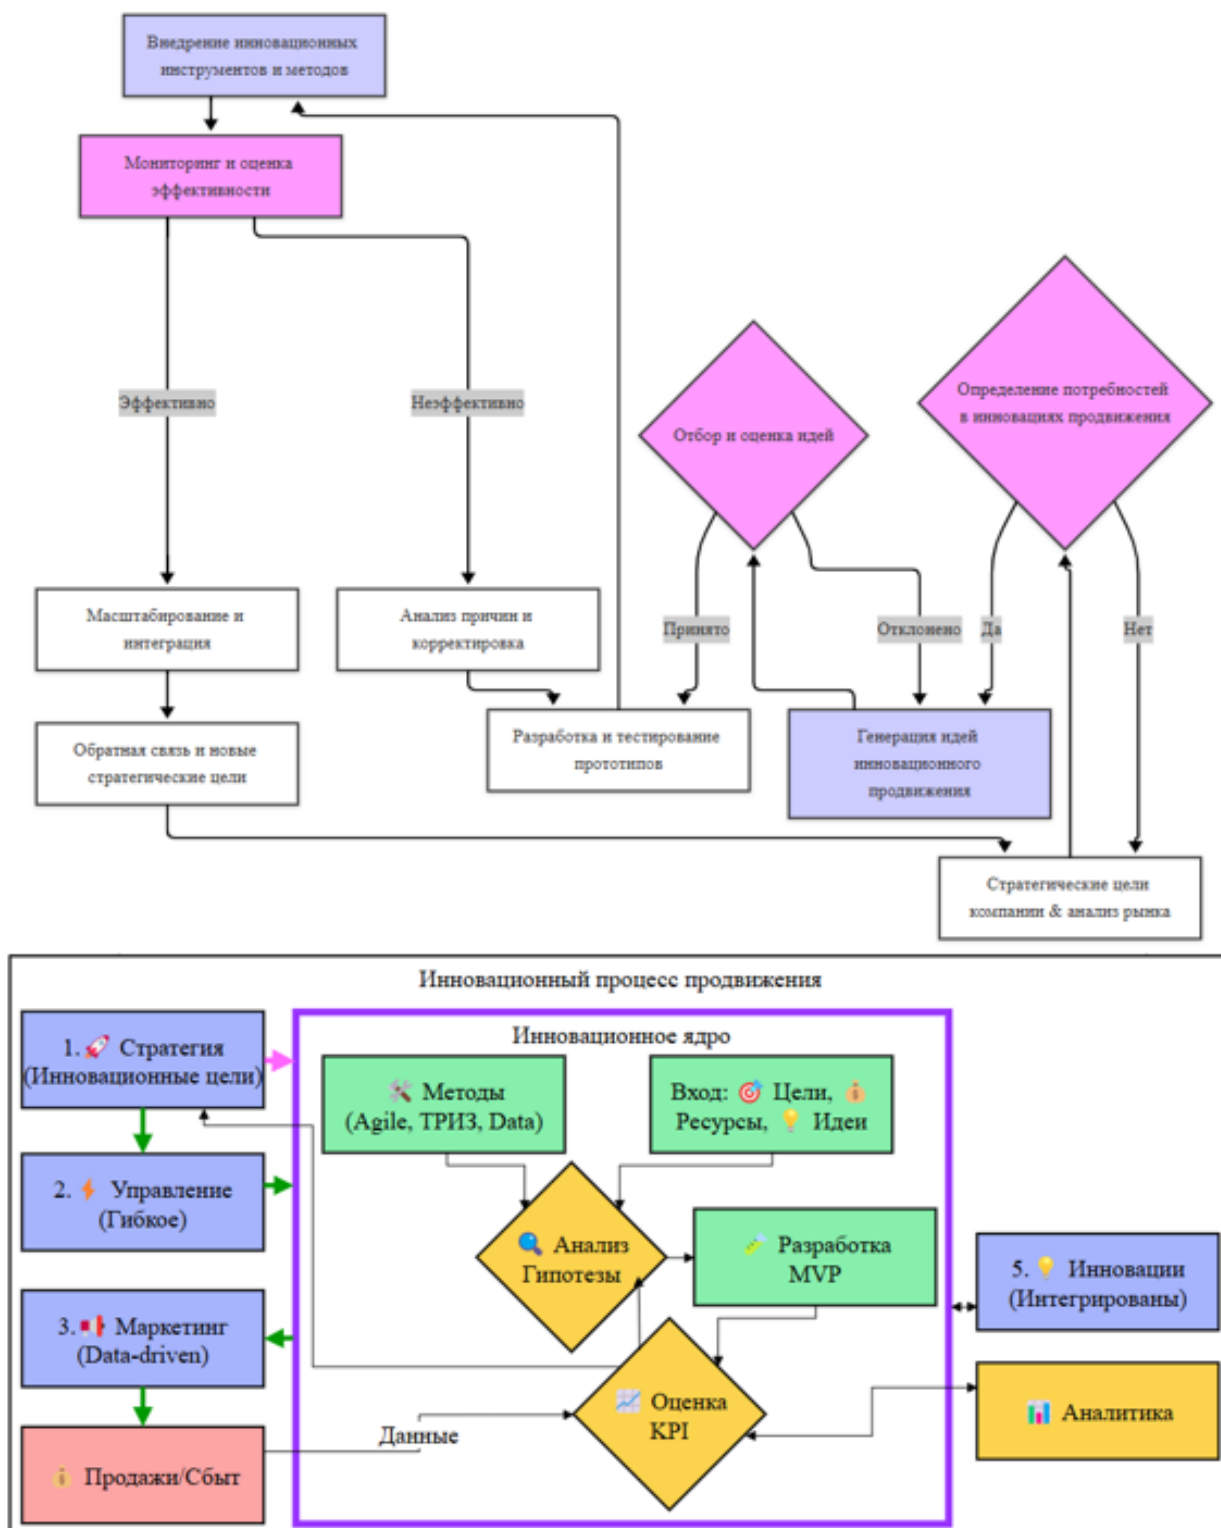 Внедрение инновационных
инструментов и методов
Мониторинг и оценка
эффективности
Определение потребностей
в инновациях продвижения
Эффективно
Неэффективно
Отбор и оценка идей
Масштабирование и
интеграция
Анализ причин и
корректировка
Принято
Отклонено
Да
Нет
Обратная связь и новые
стратегические цели
Разработка и тестирование
прототипов
Генерация идей
инновационного
продвижения
Стратегические цели
компании & анализ рынка
Инновационный процесс продвижения
1. 🚀 Стратегия
(Инновационные цели)
Инновационное ядро
🛠 Методы
(Agile, ТРИЗ, Data)
Вход: 🎯 Цели, 💰
Ресурсы, 💡 Идеи
2. ⚡ Управление
(Гибкое)
🔍 Анализ
Гипотезы
🧪 Разработка
MVP
5. 💡 Инновации
(Интегрированы)
3. 📢 Маркетинг
(Data-driven)
📈 Оценка
KPI
📊 Аналитика
Данные
💰 Продажи/Сбыт